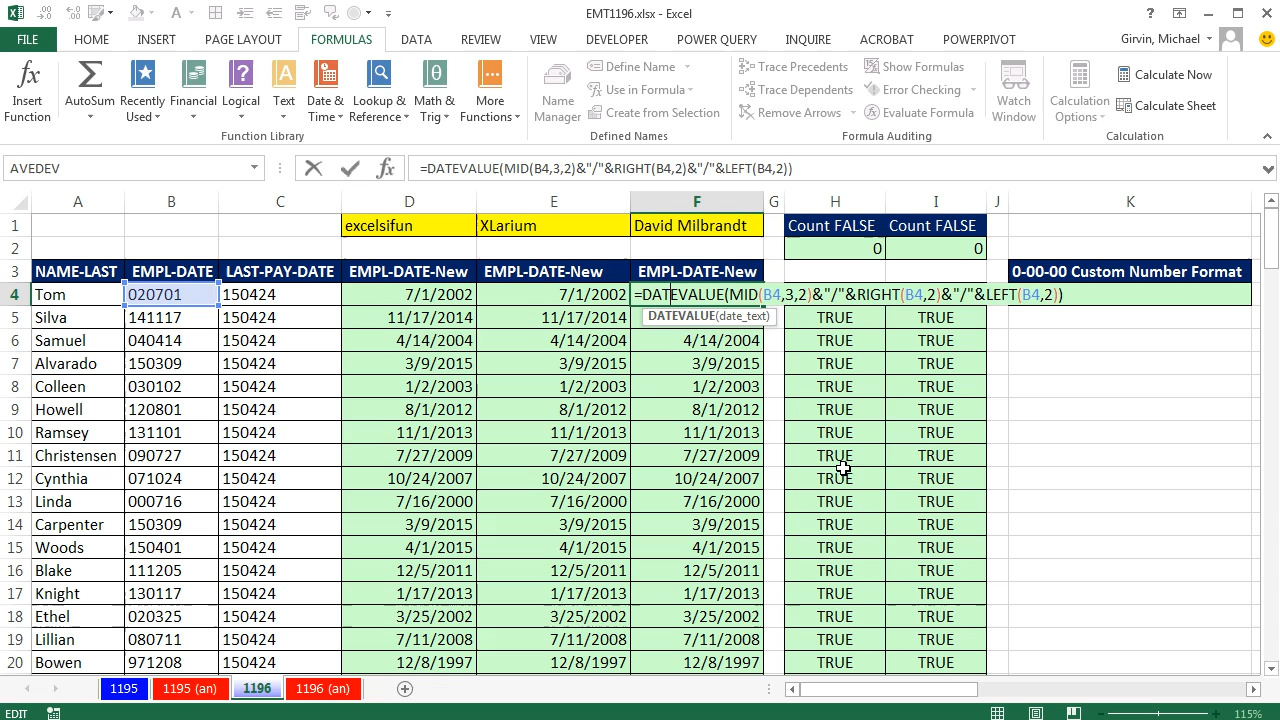 EMT1196.xlsx - Excel
FILE HOME INSERT PAGE LAYOUT FORMULAS DATA REVIEW VIEW DEVELOPER POWER QUERY INQUIRE ACROBAT POWERPIVOT Girvin, Michael
Insert Function
AutoSum
Recently Used
Financial
Logical
Text
Date & Time
Lookup & Reference
Math & Trig
More Functions
Function Library
Name Manager
Define Name
Use in Formula
Create from Selection
Defined Names
Trace Precedents
Trace Dependents
Remove Arrows
Show Formulas
Error Checking
Evaluate Formula
Formula Auditing
Watch Window
Calculation Options
Calculate Now
Calculate Sheet
Calculation
AVEDEV fx =DATEVALUE(MID(B4,3,2)&"/"&RIGHT(B4,2)&"/"&LEFT(B4,2))
A B C D E F G H I J K
1 excelsifun XLarium David Milbrandt Count FALSE Count FALSE
2 0 0
3 NAME-LAST EMPL-DATE LAST-PAY-DATE EMPL-DATE-New EMPL-DATE-New EMPL-DATE-New 0-00-00 Custom Number Format
4 Tom 020701 150424 7/1/2002 7/1/2002 =DATEVALUE(MID(B4,3,2)&"/"&RIGHT(B4,2)&"/"&LEFT(B4,2))
DATEVALUE(date_text)
5 Silva 141117 150424 11/17/2014 11/17/2014 TRUE TRUE
6 Samuel 040414 150424 4/14/2004 4/14/2004 4/14/2004 TRUE TRUE
7 Alvarado 150309 150424 3/9/2015 3/9/2015 3/9/2015 TRUE TRUE
8 Colleen 030102 150424 1/2/2003 1/2/2003 1/2/2003 TRUE TRUE
9 Howell 120801 150424 8/1/2012 8/1/2012 8/1/2012 TRUE TRUE
10 Ramsey 131101 150424 11/1/2013 11/1/2013 11/1/2013 TRUE TRUE
11 Christensen 090727 150424 7/27/2009 7/27/2009 7/27/2009 TRUE TRUE
12 Cynthia 071024 150424 10/24/2007 10/24/2007 10/24/2007 TRUE TRUE
13 Linda 000716 150424 7/16/2000 7/16/2000 7/16/2000 TRUE TRUE
14 Carpenter 150309 150424 3/9/2015 3/9/2015 3/9/2015 TRUE TRUE
15 Woods 150401 150424 4/1/2015 4/1/2015 4/1/2015 TRUE TRUE
16 Blake 111205 150424 12/5/2011 12/5/2011 12/5/2011 TRUE TRUE
17 Knight 130117 150424 1/17/2013 1/17/2013 1/17/2013 TRUE TRUE
18 Ethel 020325 150424 3/25/2002 3/25/2002 3/25/2002 TRUE TRUE
19 Lillian 080711 150424 7/11/2008 7/11/2008 7/11/2008 TRUE TRUE
20 Bowen 971208 150424 12/8/1997 12/8/1997 12/8/1997 TRUE TRUE
1195 1195 (an) 1196 1196 (an)
EDIT 115%